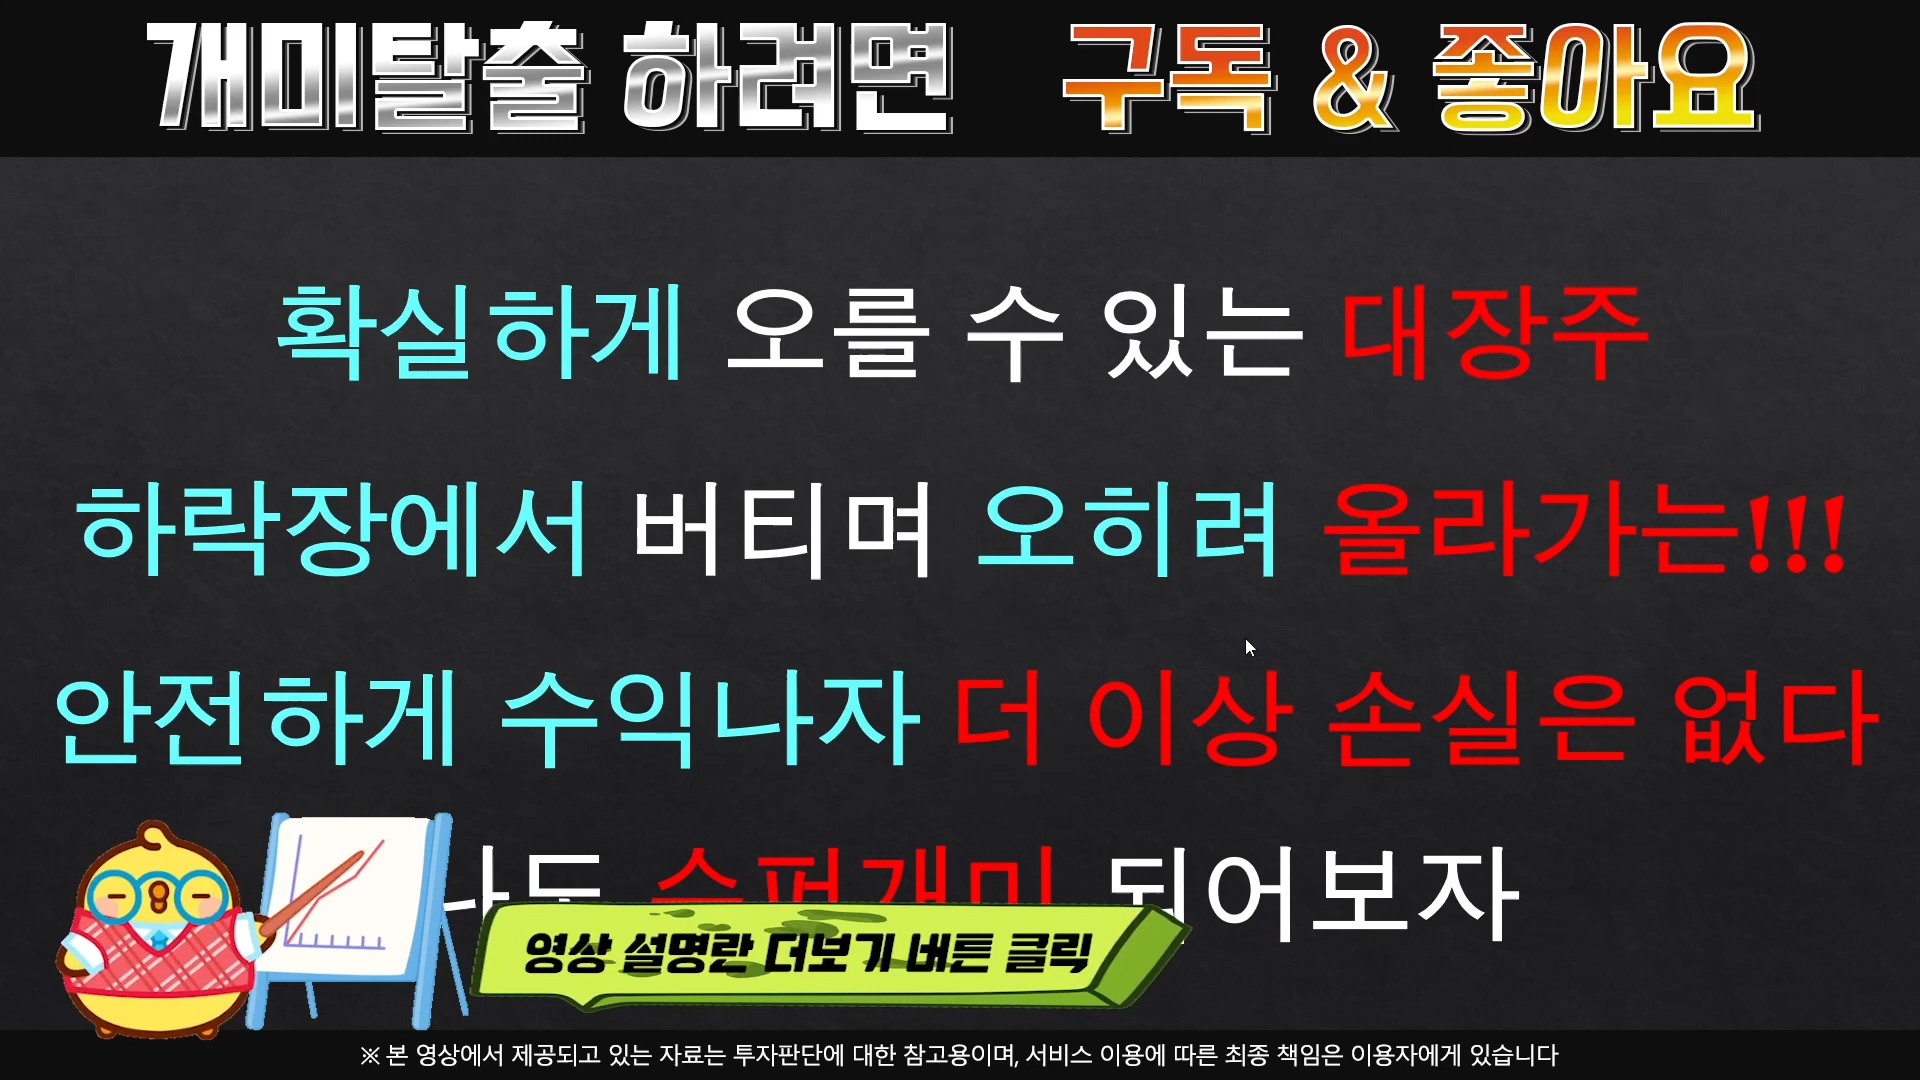 개미탈출 하려면 구독 & 좋아요
확실하게 오를 수 있는 대장주
하락장에서 버티며 오히려 올라가는!!!
안전하게 수익나자 더 이상 손실은 없다
나도 슈퍼개미 되어보자
영상 설명란 더보기 버튼 클릭
※ 본 영상에서 제공되고 있는 자료는 투자판단에 대한 참고용이며, 서비스 이용에 따른 최종 책임은 이용자에게 있습니다